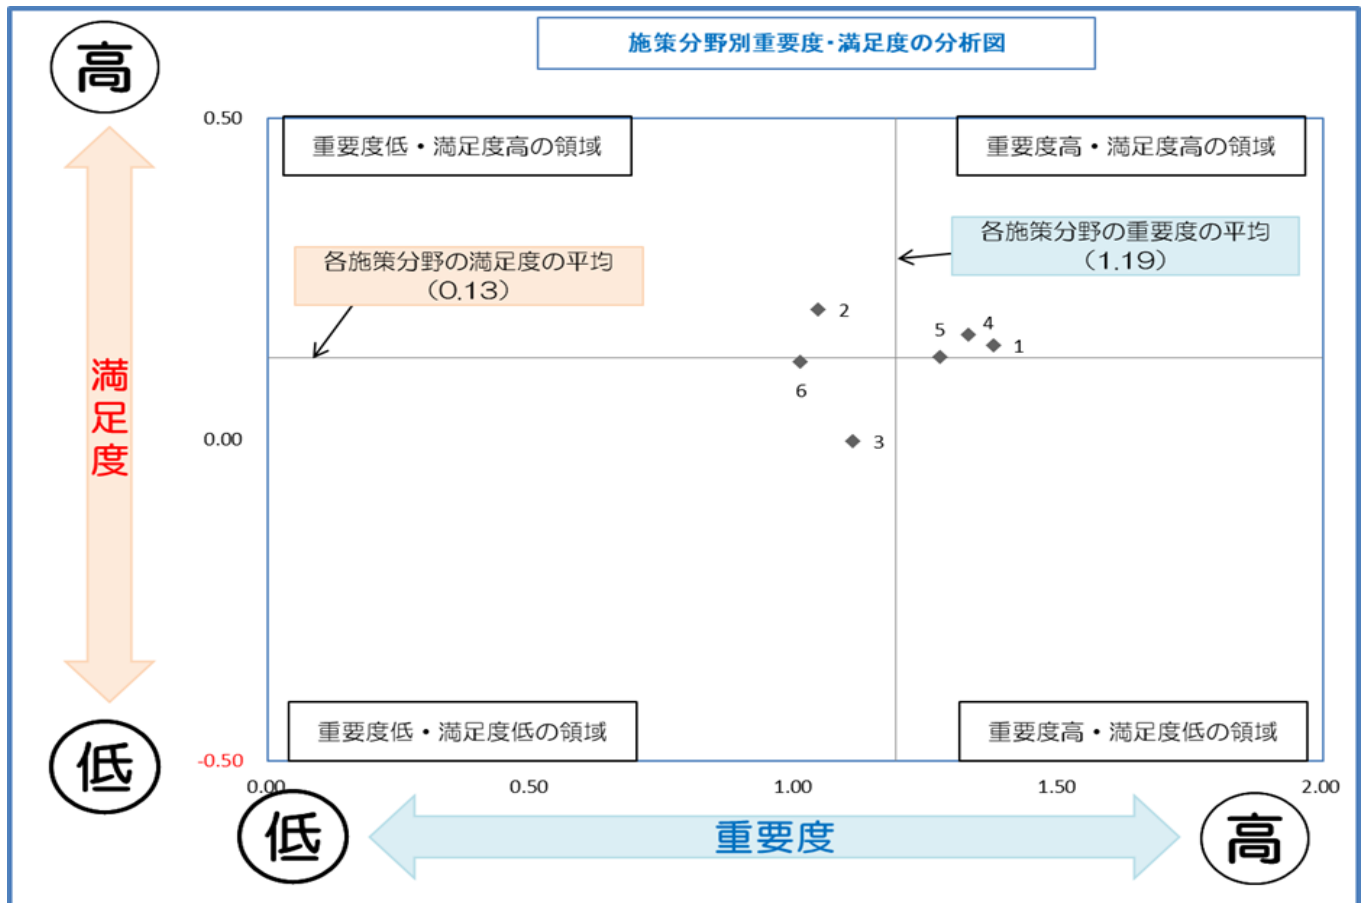 施策分野別重要度・満足度の分析図
高
0.50
重要度低・満足度高の領域
重要度高・満足度高の領域
各施策分野の重要度の平均
（1.19）
各施策分野の満足度の平均
（0.13）
2
5
4
1
6
満足度
0.00
3
重要度低・満足度低の領域
重要度高・満足度低の領域
低
-0.50
0.00
0.50
1.00
1.50
2.00
低
重要度
高